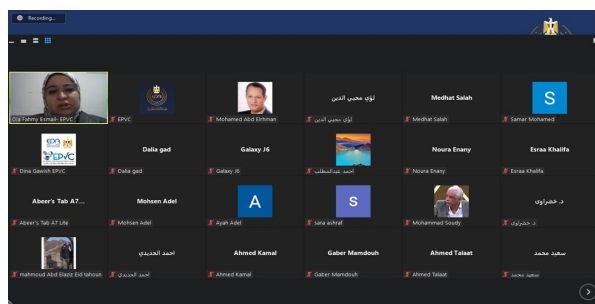 Recording...
Ola Fahmy Esmail- EPVC
EPVC
Mohamed Abd Elrhman
لؤي محيي الدين
لؤي محيي الدين
Medhat Salah
Medhat Salah
S
Samar Mohamed
EPVC
Dina Gawish EPVC
Dalia gad
Dalia gad
Galaxy J6
Galaxy J6
احمد عبدالمطلب
Noura Enany
Noura Enany
Esraa Khalifa
Esraa Khalifa
Abeer's Tab A7...
Abeer's Tab A7 Lite
Mohsen Adel
Mohsen Adel
A
Ayah Adel
S
sara ashraf
Mohammad Soudy
د. خضراوى
د. خضراوى
mahmoud Abd Elaziz Eid tahoun
احمد الحديدي
احمد الحديدي
Ahmed Kamal
Ahmed Kamal
Gaber Mamdouh
Gaber Mamdouh
Ahmed Talaat
Ahmed Talaat
سعيد محمد
سعيد محمد